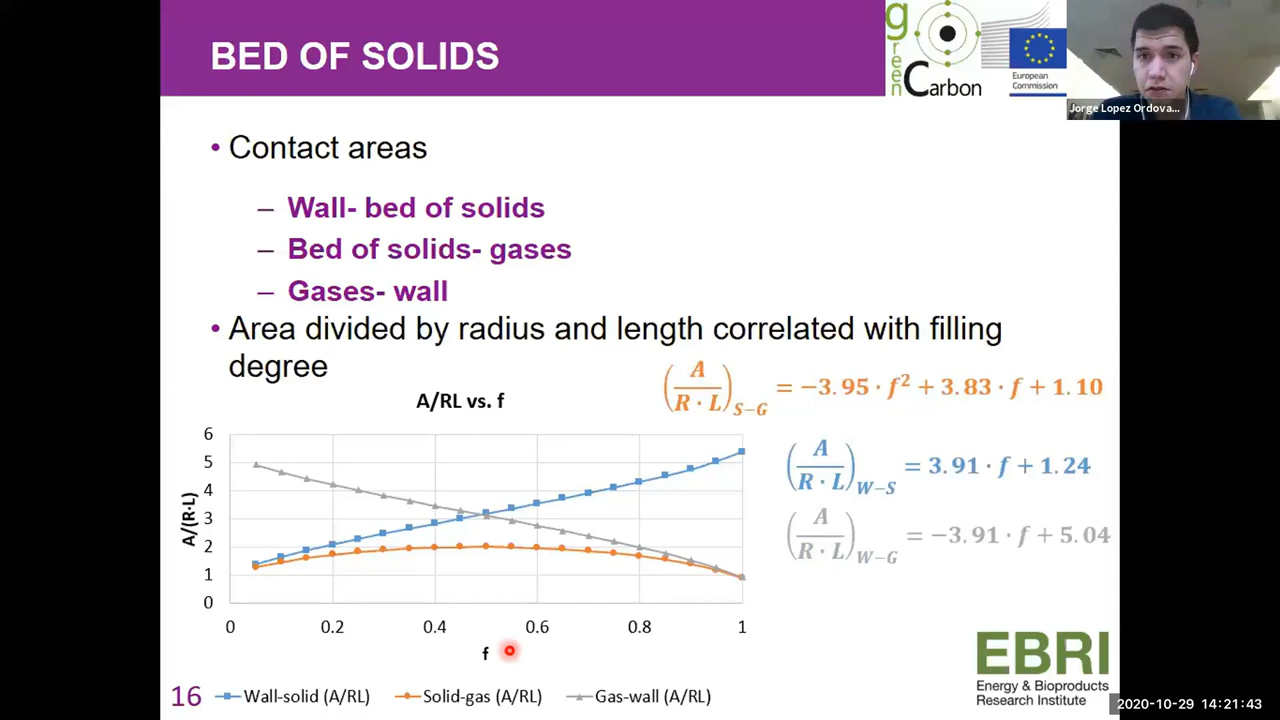 BED OF SOLIDS
green
Carbon
European
Commission
Jorge Lopez Ordova...
• Contact areas
– Wall- bed of solids
– Bed of solids- gases
– Gases- wall
• Area divided by radius and length correlated with filling
degree
(A/(R·L))S−G = −3.95·f² + 3.83·f + 1.10
A/RL vs. f
(A/(R·L))W−S = 3.91·f + 1.24
(A/(R·L))W−G = −3.91·f + 5.04
A/(R·L)
6
5
4
3
2
1
0
0 0.2 0.4 0.6 0.8 1
f
Wall-solid (A/RL) Solid-gas (A/RL) Gas-wall (A/RL)
16
EBRI
Energy & Bioproducts
Research Institute
2020-10-29 14:21:43